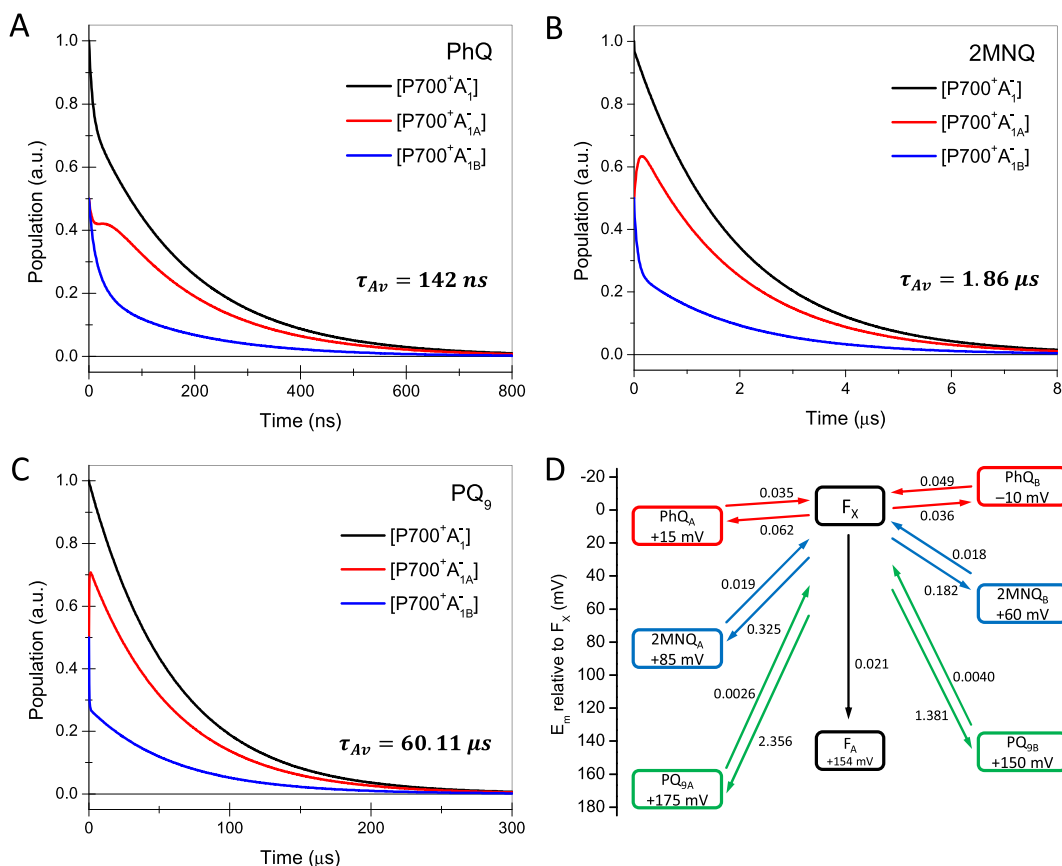 A
PhQ
[P700⁺A₁⁻]
[P700⁺A₁A⁻]
[P700⁺A₁B⁻]
τAv = 142 ns
Population (a.u.)
1.0
0.8
0.6
0.4
0.2
0.0
0
200
400
600
800
Time (ns)
B
2MNQ
[P700⁺A₁⁻]
[P700⁺A₁A⁻]
[P700⁺A₁B⁻]
τAv = 1.86 μs
Population (a.u.)
1.0
0.8
0.6
0.4
0.2
0.0
0
2
4
6
8
Time (μs)
C
PQ₉
[P700⁺A₁⁻]
[P700⁺A₁A⁻]
[P700⁺A₁B⁻]
τAv = 60.11 μs
Population (a.u.)
1.0
0.8
0.6
0.4
0.2
0.0
0
100
200
300
Time (μs)
D
Eₘ relative to Fₓ (mV)
-20
0
20
40
60
80
100
120
140
160
180
Fₓ
PhQA
+15 mV
PhQB
−10 mV
0.035
0.062
0.049
0.036
2MNQA
+85 mV
2MNQB
+60 mV
0.019
0.325
0.018
0.182
PQ₉A
+175 mV
PQ₉B
+150 mV
0.0026
2.356
0.0040
1.381
0.021
FA
+154 mV